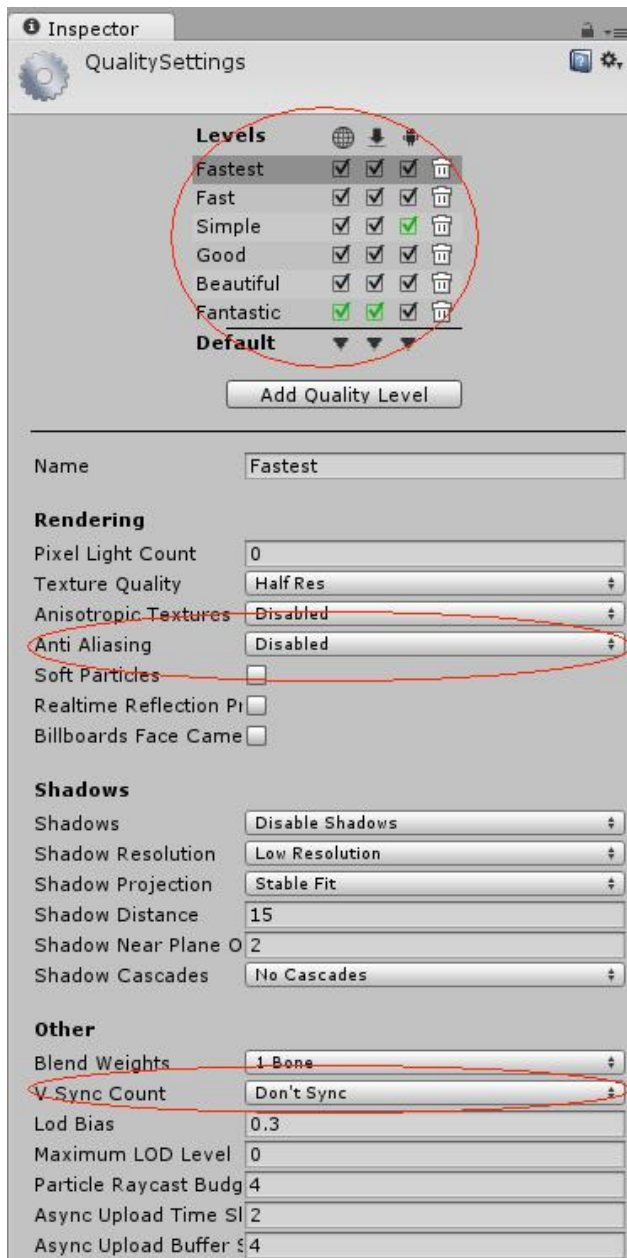 Inspector
QualitySettings
Levels
Fastest
Fast
Simple
Good
Beautiful
Fantastic
Default
Add Quality Level
Name Fastest
Rendering
Pixel Light Count 0
Texture Quality Half Res
Anisotropic Textures Disabled
Anti Aliasing Disabled
Soft Particles
Realtime Reflection Pr
Billboards Face Came
Shadows
Shadows Disable Shadows
Shadow Resolution Low Resolution
Shadow Projection Stable Fit
Shadow Distance 15
Shadow Near Plane O 2
Shadow Cascades No Cascades
Other
Blend Weights 1 Bone
V Sync Count Don't Sync
Lod Bias 0.3
Maximum LOD Level 0
Particle Raycast Budg 4
Async Upload Time Sl 2
Async Upload Buffer S 4